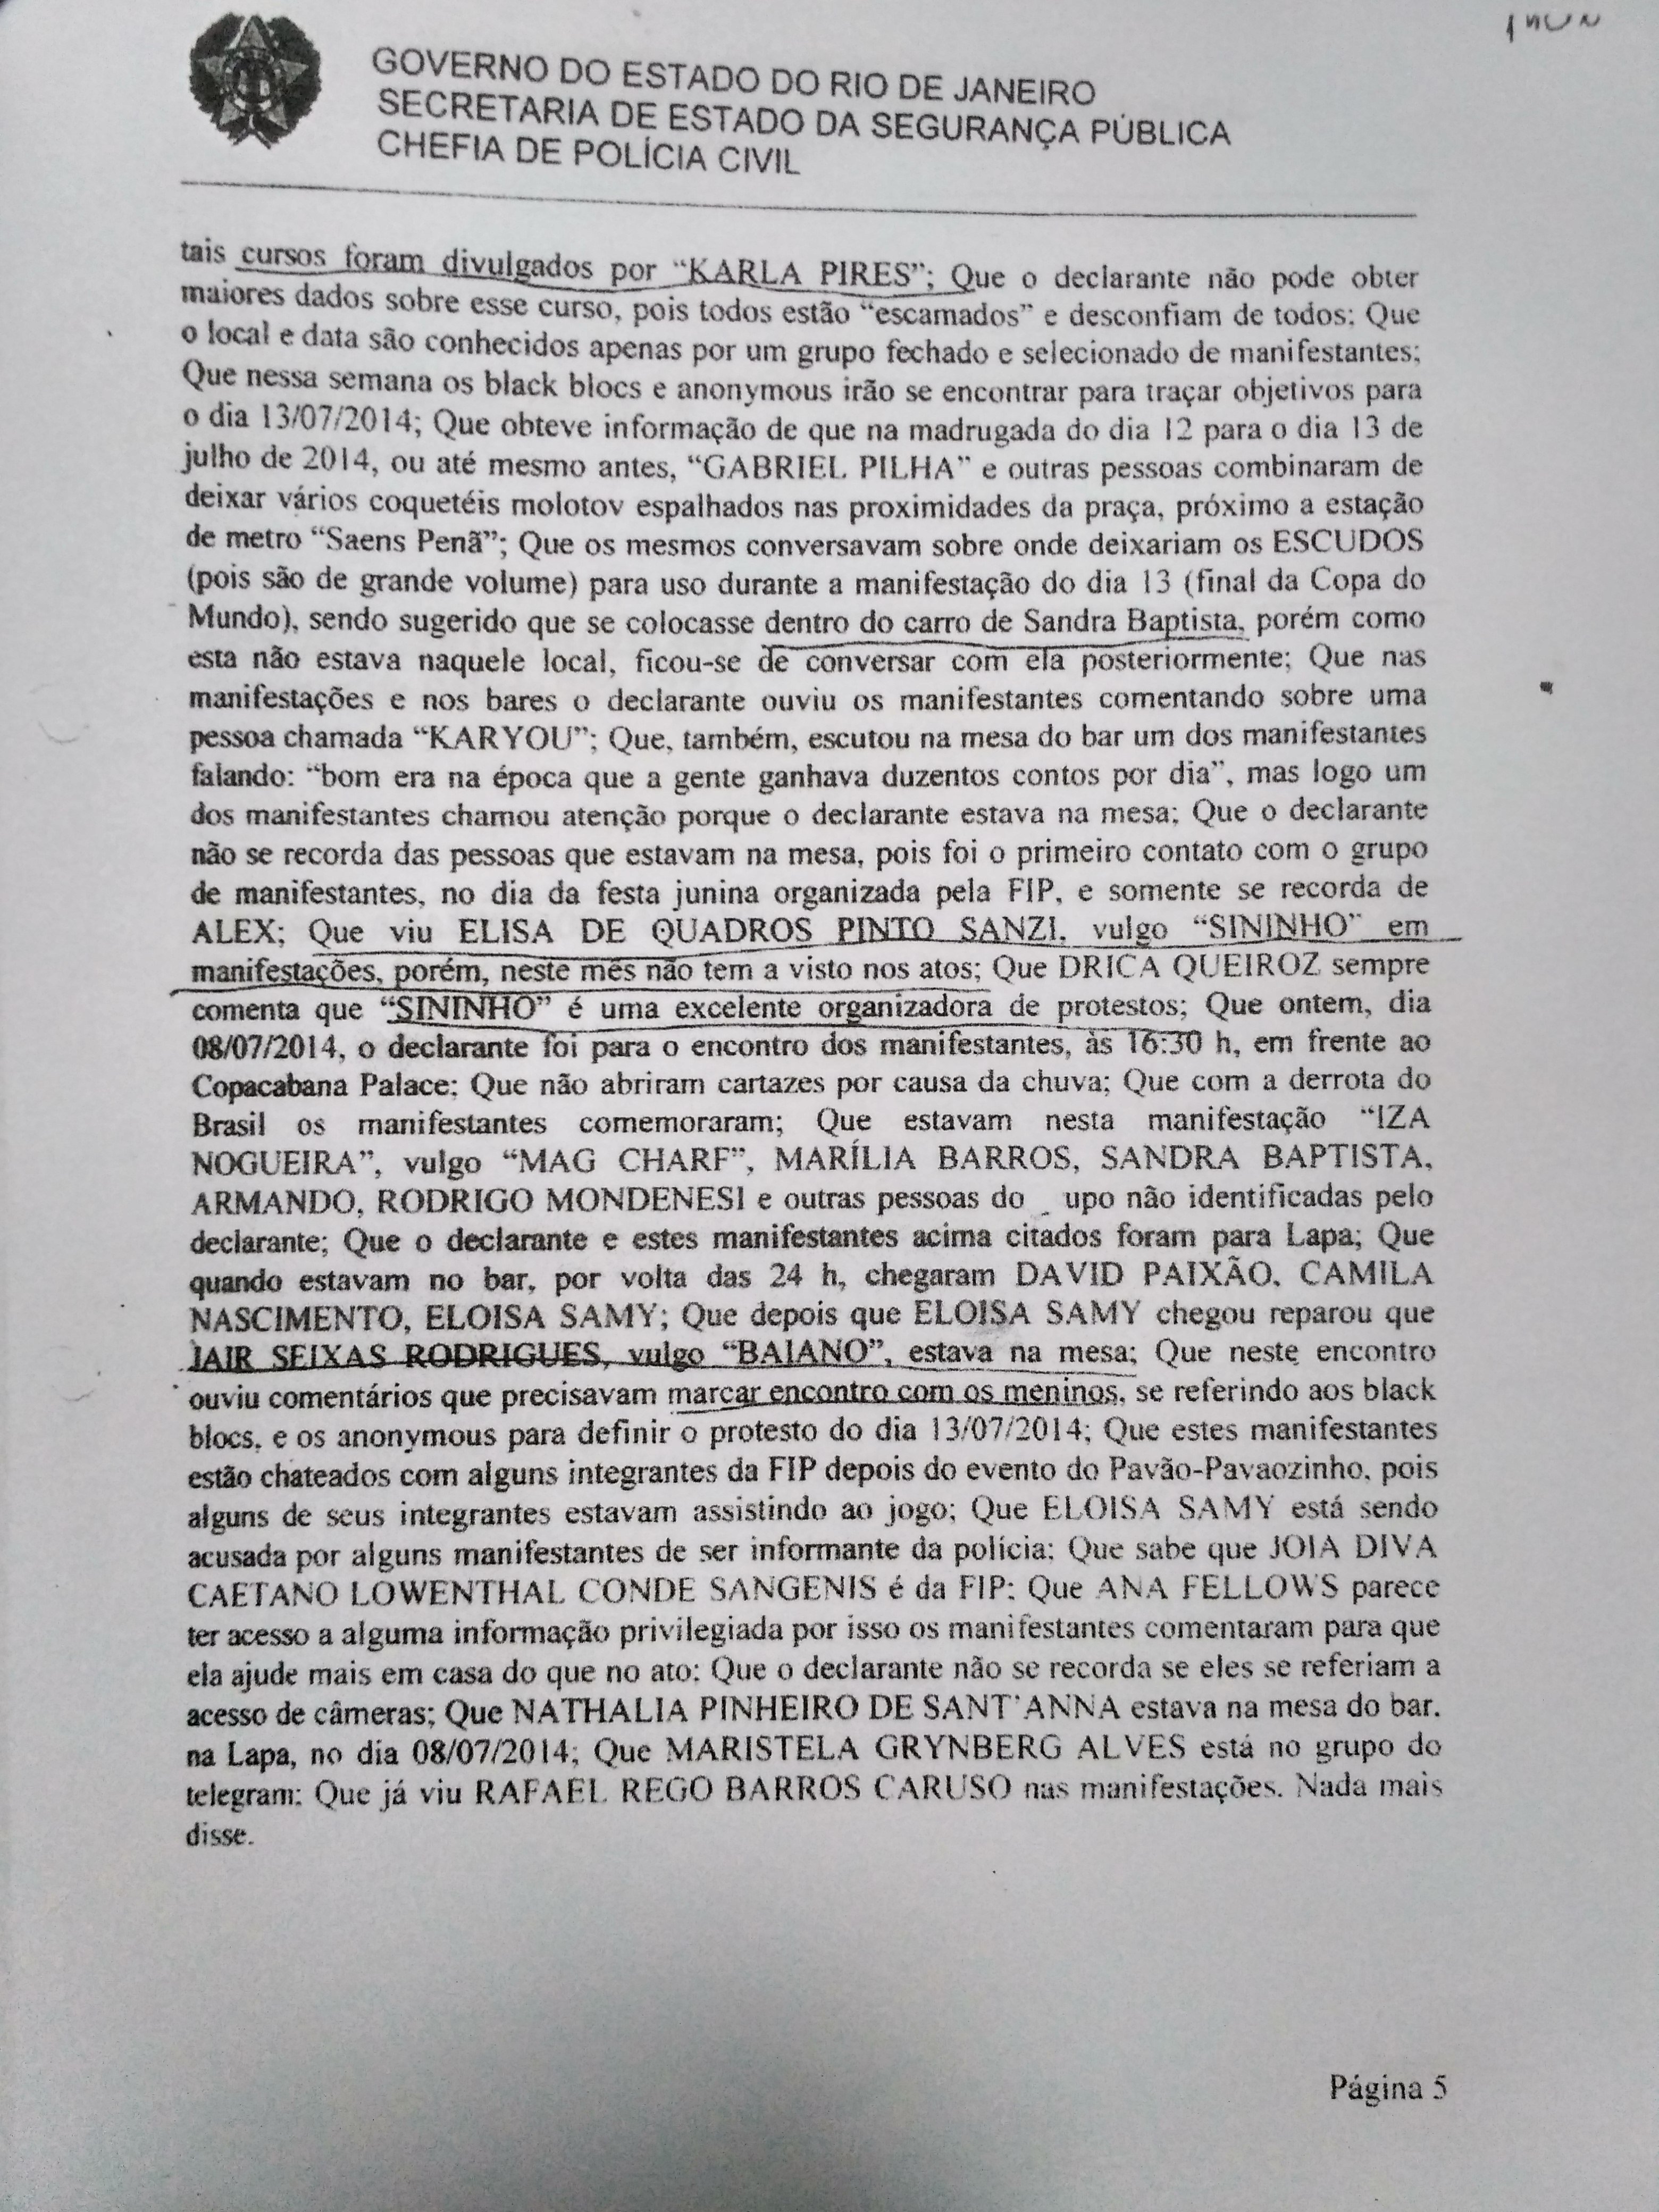 GOVERNO DO ESTADO DO RIO DE JANEIRO
SECRETARIA DE ESTADO DA SEGURANÇA PÚBLICA
CHEFIA DE POLÍCIA CIVIL
tais cursos foram divulgados por “KARLA PIRES”; Que o declarante não pode obter
maiores dados sobre esse curso, pois todos estão “escamados” e desconfiam de todos; Que
o local e data são conhecidos apenas por um grupo fechado e selecionado de manifestantes;
Que nessa semana os black blocs e anonymous irão se encontrar para traçar objetivos para
o dia 13/07/2014; Que obteve informação de que na madrugada do dia 12 para o dia 13 de
julho de 2014, ou até mesmo antes, “GABRIEL PILHA” e outras pessoas combinaram de
deixar vários coquetéis molotov espalhados nas proximidades da praça, próximo a estação
de metro “Saens Penã”; Que os mesmos conversavam sobre onde deixariam os ESCUDOS
(pois são de grande volume) para uso durante a manifestação do dia 13 (final da Copa do
Mundo), sendo sugerido que se colocasse dentro do carro de Sandra Baptista, porém como
esta não estava naquele local, ficou-se de conversar com ela posteriormente; Que nas
manifestações e nos bares o declarante ouviu os manifestantes comentando sobre uma
pessoa chamada “KARYOU”; Que, também, escutou na mesa do bar um dos manifestantes
falando: “bom era na época que a gente ganhava duzentos contos por dia”, mas logo um
dos manifestantes chamou atenção porque o declarante estava na mesa; Que o declarante
não se recorda das pessoas que estavam na mesa, pois foi o primeiro contato com o grupo
de manifestantes, no dia da festa junina organizada pela FIP, e somente se recorda de
ALEX; Que viu ELISA DE QUADROS PINTO SANZI, vulgo “SININHO” em
manifestações, porém, neste mês não tem a visto nos atos; Que DRICA QUEIROZ sempre
comenta que “SININHO” é uma excelente organizadora de protestos; Que ontem, dia
08/07/2014, o declarante foi para o encontro dos manifestantes, às 16:30 h, em frente ao
Copacabana Palace; Que não abriram cartazes por causa da chuva; Que com a derrota do
Brasil os manifestantes comemoraram; Que estavam nesta manifestação “IZA
NOGUEIRA”, vulgo “MAG CHARF”, MARÍLIA BARROS, SANDRA BAPTISTA,
ARMANDO, RODRIGO MONDENESI e outras pessoas do upo não identificadas pelo
declarante; Que o declarante e estes manifestantes acima citados foram para Lapa; Que
quando estavam no bar, por volta das 24 h, chegaram DAVID PAIXÃO, CAMILA
NASCIMENTO, ELOISA SAMY; Que depois que ELOISA SAMY chegou reparou que
JAIR SEIXAS RODRIGUES, vulgo “BAIANO”, estava na mesa; Que neste encontro
ouviu comentários que precisavam marcar encontro com os meninos, se referindo aos black
blocs, e os anonymous para definir o protesto do dia 13/07/2014; Que estes manifestantes
estão chateados com alguns integrantes da FIP depois do evento do Pavão-Pavaozinho, pois
alguns de seus integrantes estavam assistindo ao jogo; Que ELOISA SAMY está sendo
acusada por alguns manifestantes de ser informante da polícia; Que sabe que JOIA DIVA
CAETANO LOWENTHAL CONDE SANGENIS é da FIP; Que ANA FELLOWS parece
ter acesso a alguma informação privilegiada por isso os manifestantes comentaram para que
ela ajude mais em casa do que no ato; Que o declarante não se recorda se eles se referiam a
acesso de câmeras; Que NATHALIA PINHEIRO DE SANT'ANNA estava na mesa do bar,
na Lapa, no dia 08/07/2014; Que MARISTELA GRYNBERG ALVES está no grupo do
telegram; Que já viu RAFAEL REGO BARROS CARUSO nas manifestações. Nada mais
disse.
Página 5